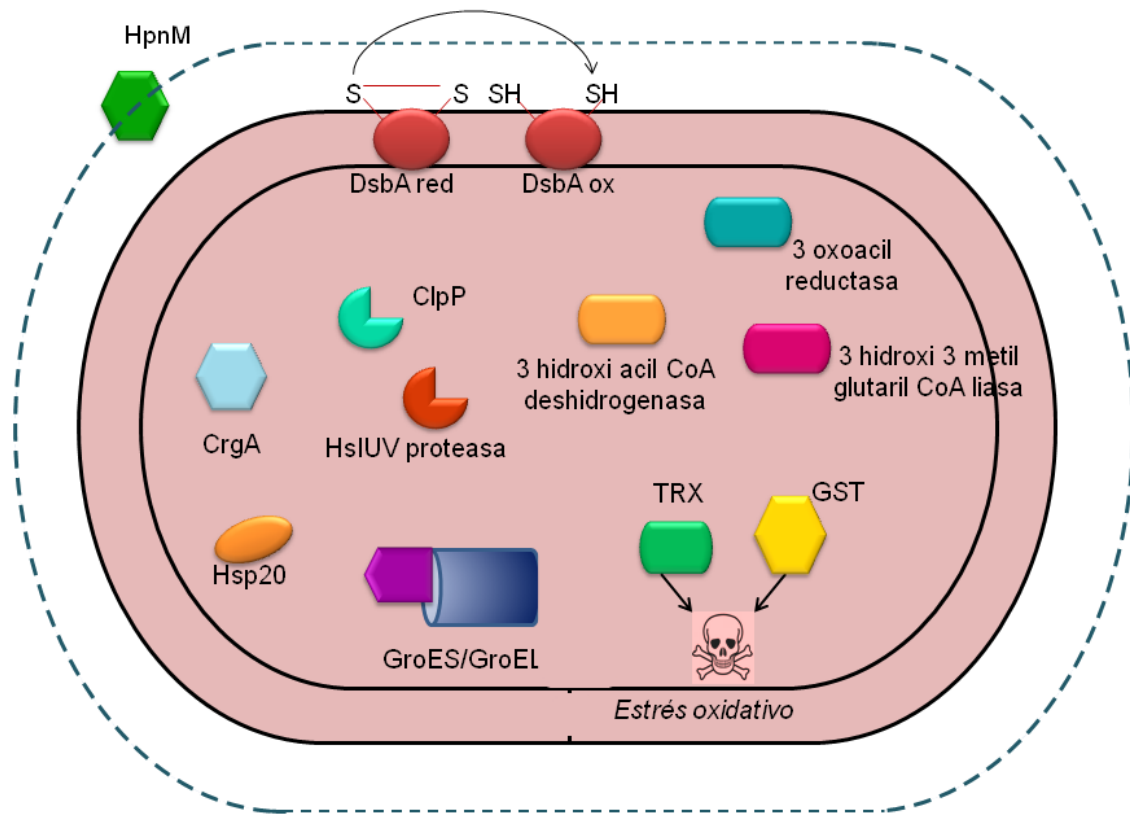 HpnM
S S SH SH
DsbA red DsbA ox
3 oxoacil
reductasa
ClpP
3 hidroxi acil CoA
deshidrogenasa
3 hidroxi 3 metil
glutaril CoA liasa
CrgA
HslUV proteasa
TRX GST
Hsp20
GroES/GroEL
Estrés oxidativo